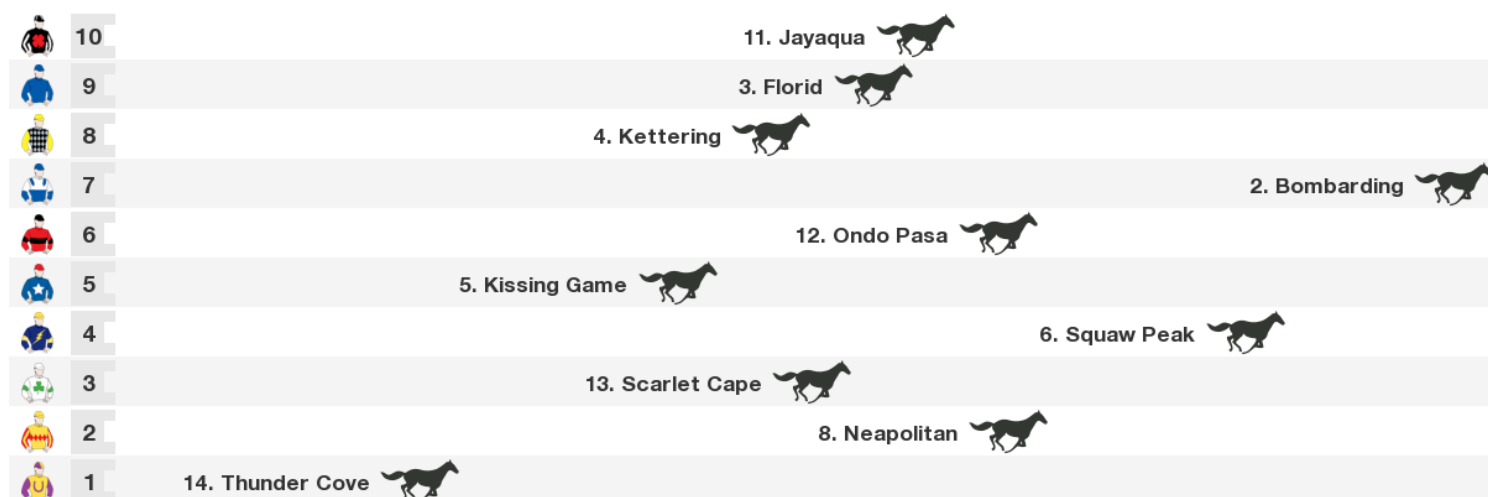 10 11. Jayaqua
9 3. Florid
8 4. Kettering
7 2. Bombarding
6 12. Ondo Pasa
5 5. Kissing Game
4 6. Squaw Peak
3 13. Scarlet Cape
2 8. Neapolitan
1 14. Thunder Cove